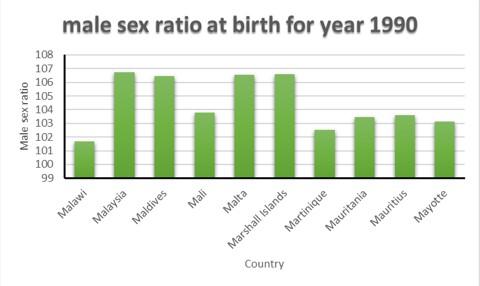 male sex ratio at birth for year 1990
108
107
106
105
104
103
102
101
100
99
Male sex ratio
Malawi
Malaysia
Maldives
Mali
Malta
Marshall Islands
Martinique
Mauritania
Mauritius
Mayotte
Country